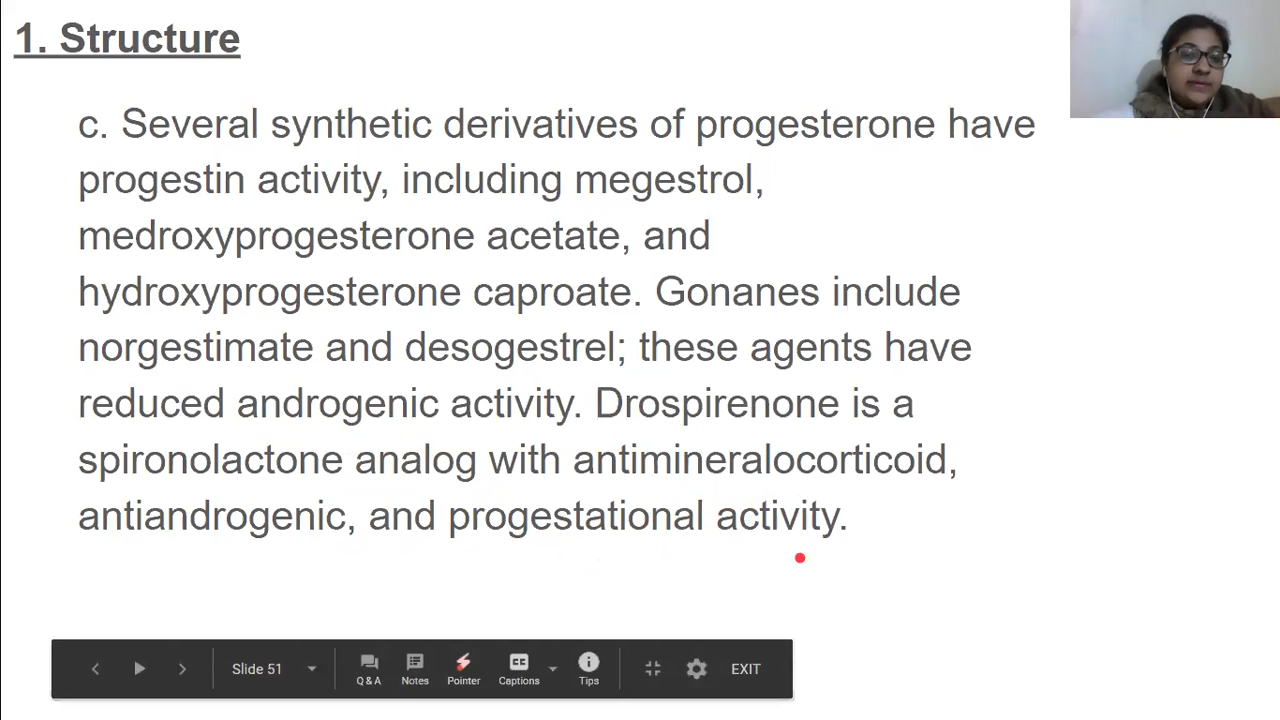 1. Structure
c. Several synthetic derivatives of progesterone have
progestin activity, including megestrol,
medroxyprogesterone acetate, and
hydroxyprogesterone caproate. Gonanes include
norgestimate and desogestrel; these agents have
reduced androgenic activity. Drospirenone is a
spironolactone analog with antimineralocorticoid,
antiandrogenic, and progestational activity.
Slide 51
Q & A
Notes
Pointer
CC
Captions
Tips
EXIT